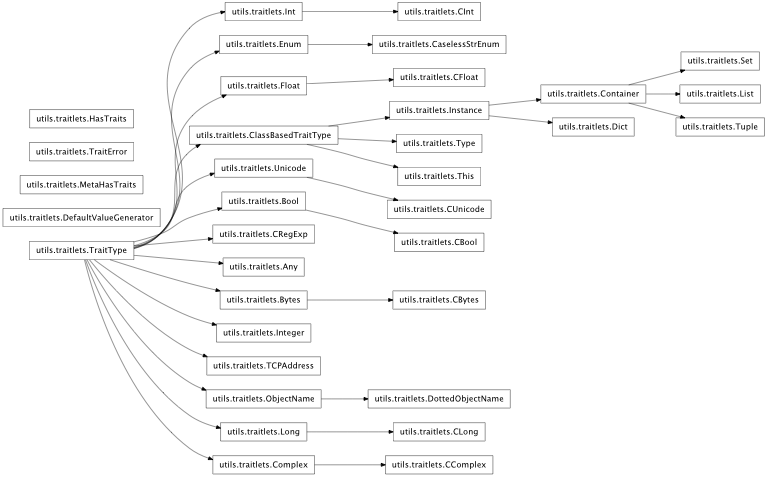 utils.traitlets.Int
utils.traitlets.CInt
utils.traitlets.Enum
utils.traitlets.CaselessStrEnum
utils.traitlets.Set
utils.traitlets.Float
utils.traitlets.CFloat
utils.traitlets.Container
utils.traitlets.List
utils.traitlets.Instance
utils.traitlets.HasTraits
utils.traitlets.Dict
utils.traitlets.Tuple
utils.traitlets.ClassBasedTraitType
utils.traitlets.Type
utils.traitlets.TraitError
utils.traitlets.Unicode
utils.traitlets.This
utils.traitlets.MetaHasTraits
utils.traitlets.Bool
utils.traitlets.CUnicode
utils.traitlets.DefaultValueGenerator
utils.traitlets.CRegExp
utils.traitlets.CBool
utils.traitlets.TraitType
utils.traitlets.Any
utils.traitlets.Bytes
utils.traitlets.CBytes
utils.traitlets.Integer
utils.traitlets.TCPAddress
utils.traitlets.ObjectName
utils.traitlets.DottedObjectName
utils.traitlets.Long
utils.traitlets.CLong
utils.traitlets.Complex
utils.traitlets.CComplex